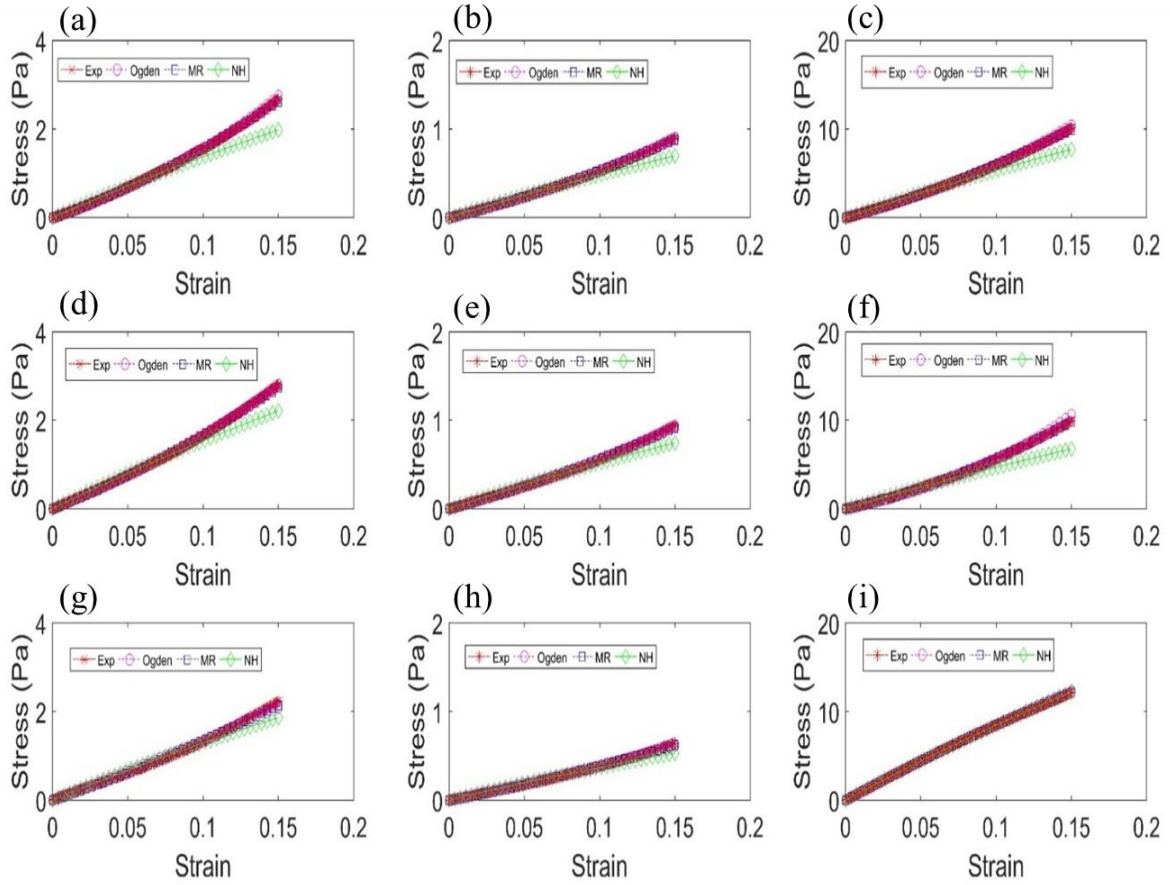 (a)
4
Exp Ogden MR NH
2
0
Stress (Pa)
0 0.05 0.1 0.15 0.2
Strain
(b)
2
Exp Ogden MR NH
1
0
Stress (Pa)
0 0.05 0.1 0.15 0.2
Strain
(c)
20
Exp Ogden MR NH
10
0
Stress (Pa)
0 0.05 0.1 0.15 0.2
Strain
(d)
4
Exp Ogden MR NH
2
0
Stress (Pa)
0 0.05 0.1 0.15 0.2
Strain
(e)
2
Exp Ogden MR NH
1
0
Stress (Pa)
0 0.05 0.1 0.15 0.2
Strain
(f)
20
Exp Ogden MR NH
10
0
Stress (Pa)
0 0.05 0.1 0.15 0.2
Strain
(g)
4
Exp Ogden MR NH
2
0
Stress (Pa)
0 0.05 0.1 0.15 0.2
Strain
(h)
2
Exp Ogden MR NH
1
0
Stress (Pa)
0 0.05 0.1 0.15 0.2
Strain
(i)
20
Exp Ogden MR NH
10
0
Stress (Pa)
0 0.05 0.1 0.15 0.2
Strain